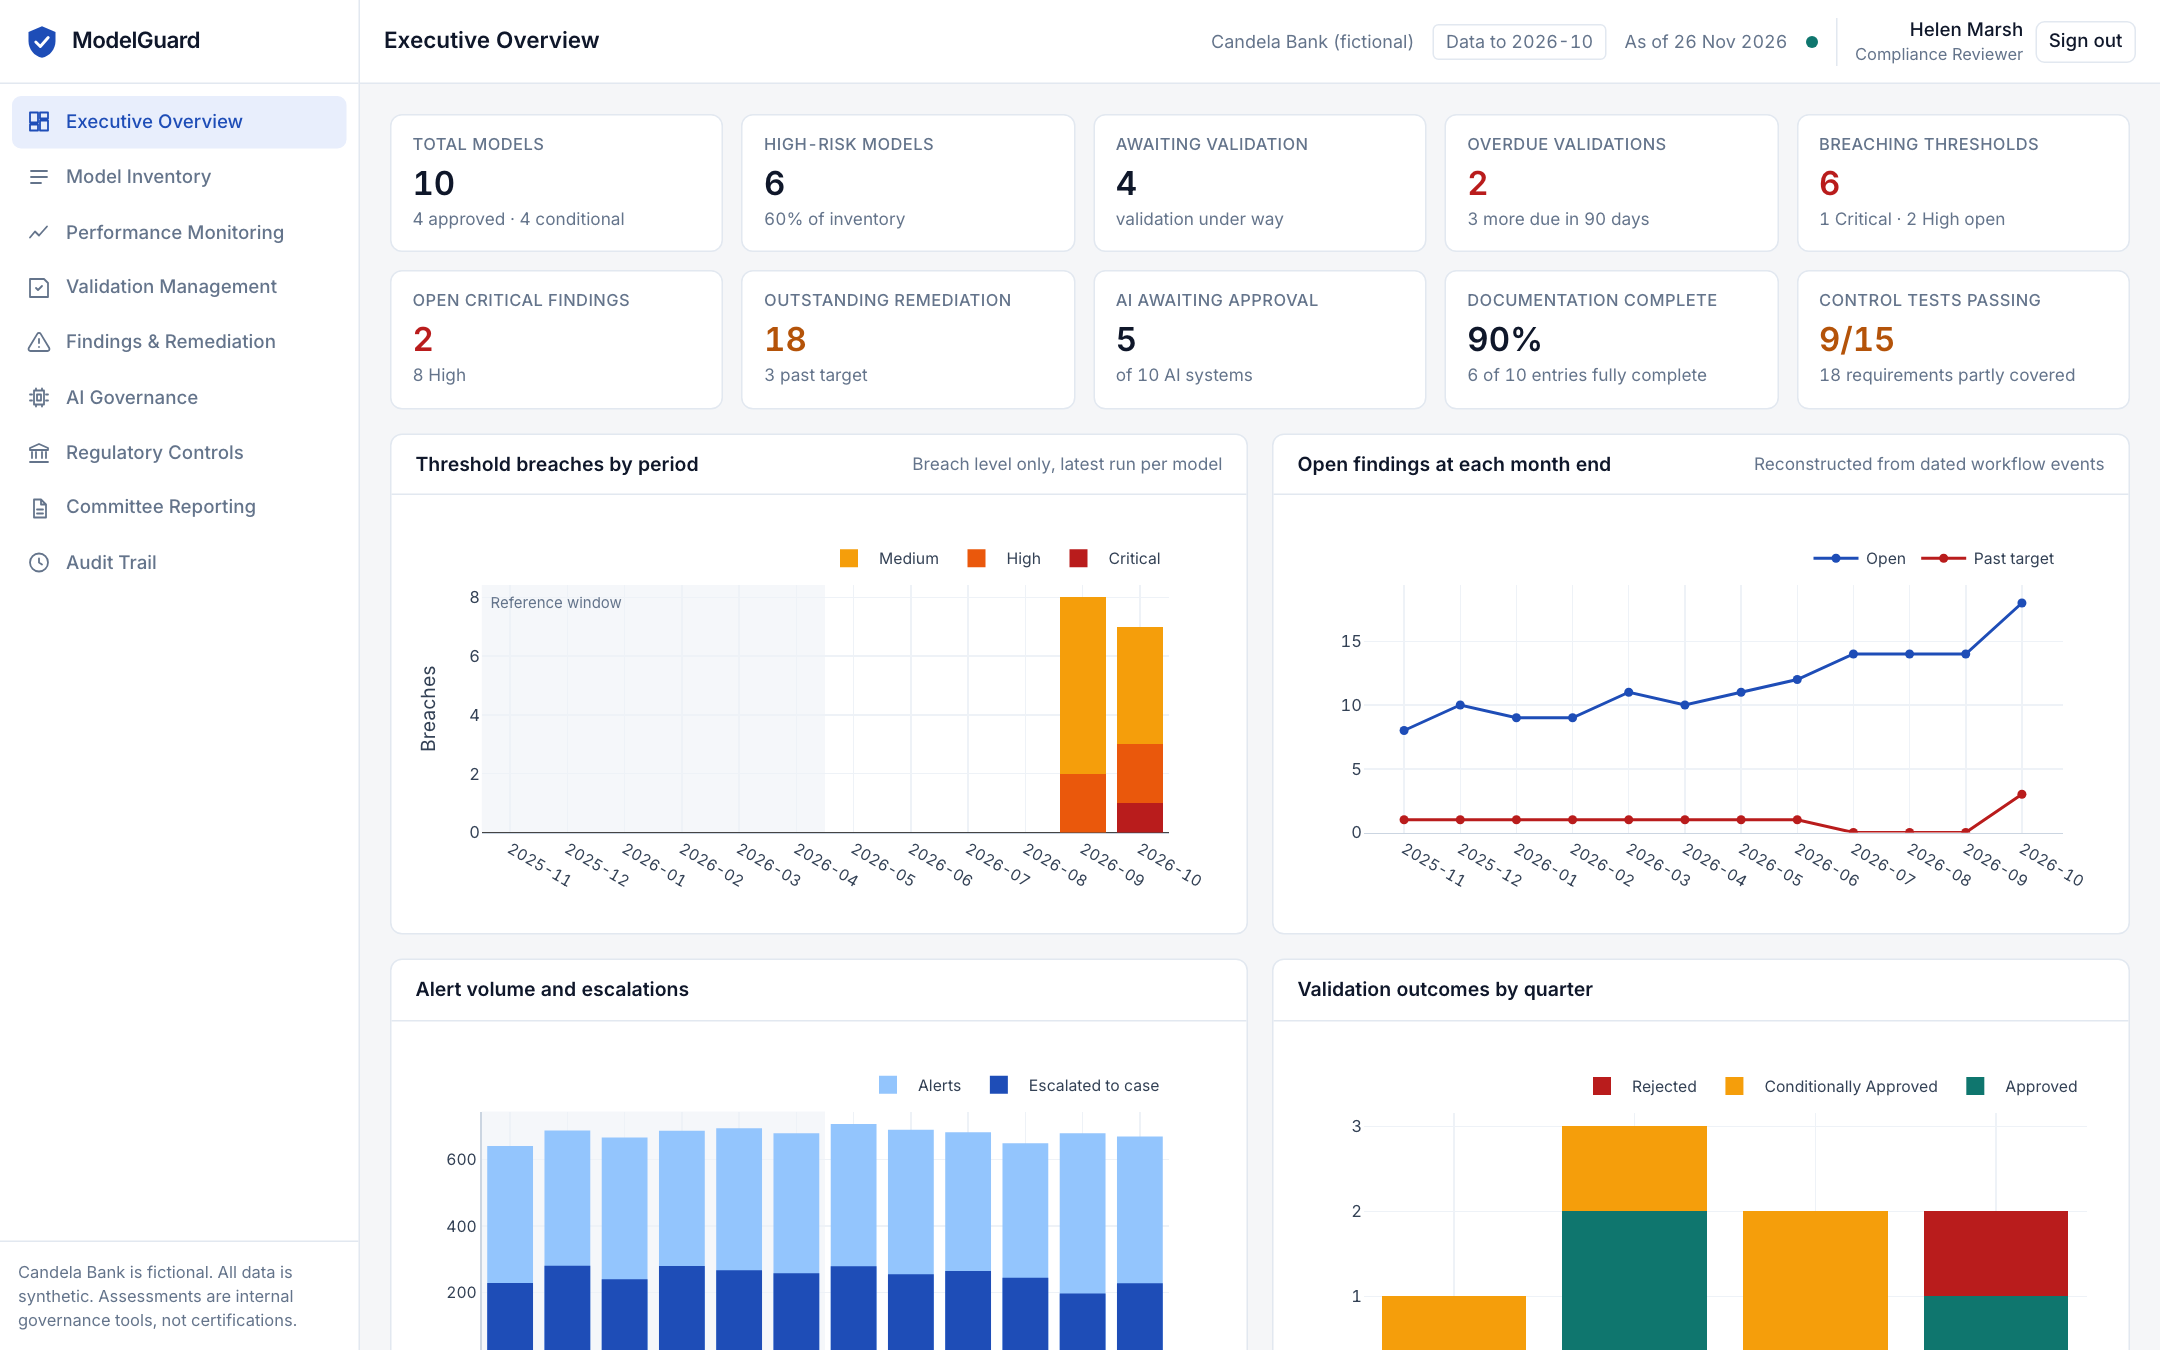 ModelGuard
Executive Overview
Candela Bank (fictional)
Data to 2026-10
As of 26 Nov 2026
Helen Marsh
Compliance Reviewer
Sign out
Executive Overview
Model Inventory
Performance Monitoring
Validation Management
Findings & Remediation
AI Governance
Regulatory Controls
Committee Reporting
Audit Trail
Candela Bank is fictional. All data is
synthetic. Assessments are internal
governance tools, not certifications.
TOTAL MODELS
10
4 approved · 4 conditional
HIGH-RISK MODELS
6
60% of inventory
AWAITING VALIDATION
4
validation under way
OVERDUE VALIDATIONS
2
3 more due in 90 days
BREACHING THRESHOLDS
6
1 Critical · 2 High open
OPEN CRITICAL FINDINGS
2
8 High
OUTSTANDING REMEDIATION
18
3 past target
AI AWAITING APPROVAL
5
of 10 AI systems
DOCUMENTATION COMPLETE
90%
6 of 10 entries fully complete
CONTROL TESTS PASSING
9/15
18 requirements partly covered
Threshold breaches by period
Breach level only, latest run per model
Medium
High
Critical
Reference window
Breaches
8
6
4
2
0
2025-11
2025-12
2026-01
2026-02
2026-03
2026-04
2026-05
2026-06
2026-07
2026-08
2026-09
2026-10
Open findings at each month end
Reconstructed from dated workflow events
Open
Past target
15
10
5
0
2025-11
2025-12
2026-01
2026-02
2026-03
2026-04
2026-05
2026-06
2026-07
2026-08
2026-09
2026-10
Alert volume and escalations
Alerts
Escalated to case
600
400
200
Validation outcomes by quarter
Rejected
Conditionally Approved
Approved
3
2
1